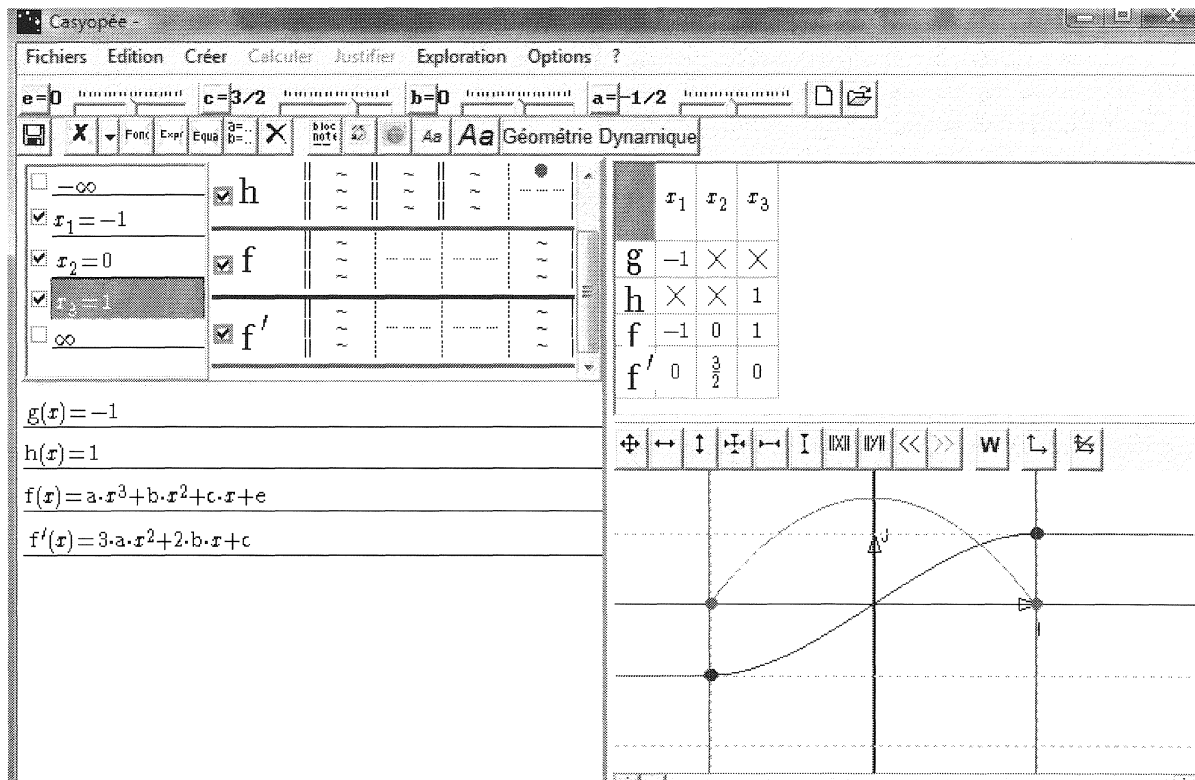 Casyopée -
Fichiers Edition Créer Calculer Justifier Exploration Options ?
e=0 c=3/2 b=0 a=-1/2
X Fonc Expr Equa a=.. b=.. bloc note Aa Aa Géométrie Dynamique
-∞
x₁=-1
x₂=0
x₃=1
∞
h ~ ~ ~ ~ ~ ~ ~ ~ ~
f ~ ~ ~ ~ ~ ~
f′ ~ ~ ~ ~ ~ ~
x₁ x₂ x₃
g -1 × ×
h × × 1
f -1 0 1
f′ 0 3/2 0
g(x)=-1
h(x)=1
f(x)=a·x³+b·x²+c·x+e
f′(x)=3·a·x²+2·b·x+c
||X|| ||Y|| << >> W
J
I